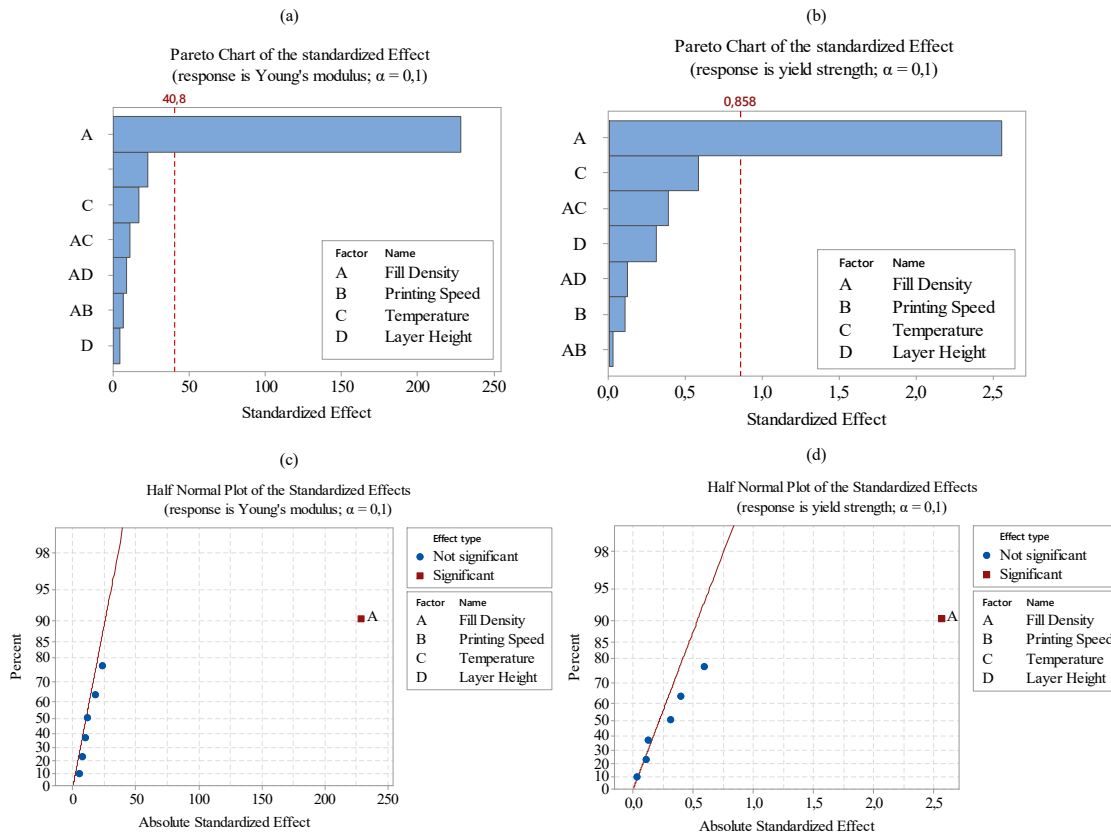 (a)
Pareto Chart of the standardized Effect
(response is Young's modulus; α = 0,1)
40,8
A
C
AC
AD
AB
D
Factor Name
A Fill Density
B Printing Speed
C Temperature
D Layer Height
0 50 100 150 200 250
Standardized Effect
(b)
Pareto Chart of the standardized Effect
(response is yield strength; α = 0,1)
0,858
A
C
AC
D
AD
B
AB
Factor Name
A Fill Density
B Printing Speed
C Temperature
D Layer Height
0,0 0,5 1,0 1,5 2,0 2,5
Standardized Effect
(c)
Half Normal Plot of the Standardized Effects
(response is Young's modulus; α = 0,1)
Percent
98
95
90
85
80
70
60
50
40
30
20
10
0
A
0 50 100 150 200 250
Absolute Standardized Effect
Effect type
Not significant
Significant
Factor Name
A Fill Density
B Printing Speed
C Temperature
D Layer Height
(d)
Half Normal Plot of the Standardized Effects
(response is yield strength; α = 0,1)
Percent
98
95
90
85
80
70
60
50
40
30
20
10
0
A
0,0 0,5 1,0 1,5 2,0 2,5
Absolute Standardized Effect
Effect type
Not significant
Significant
Factor Name
A Fill Density
B Printing Speed
C Temperature
D Layer Height